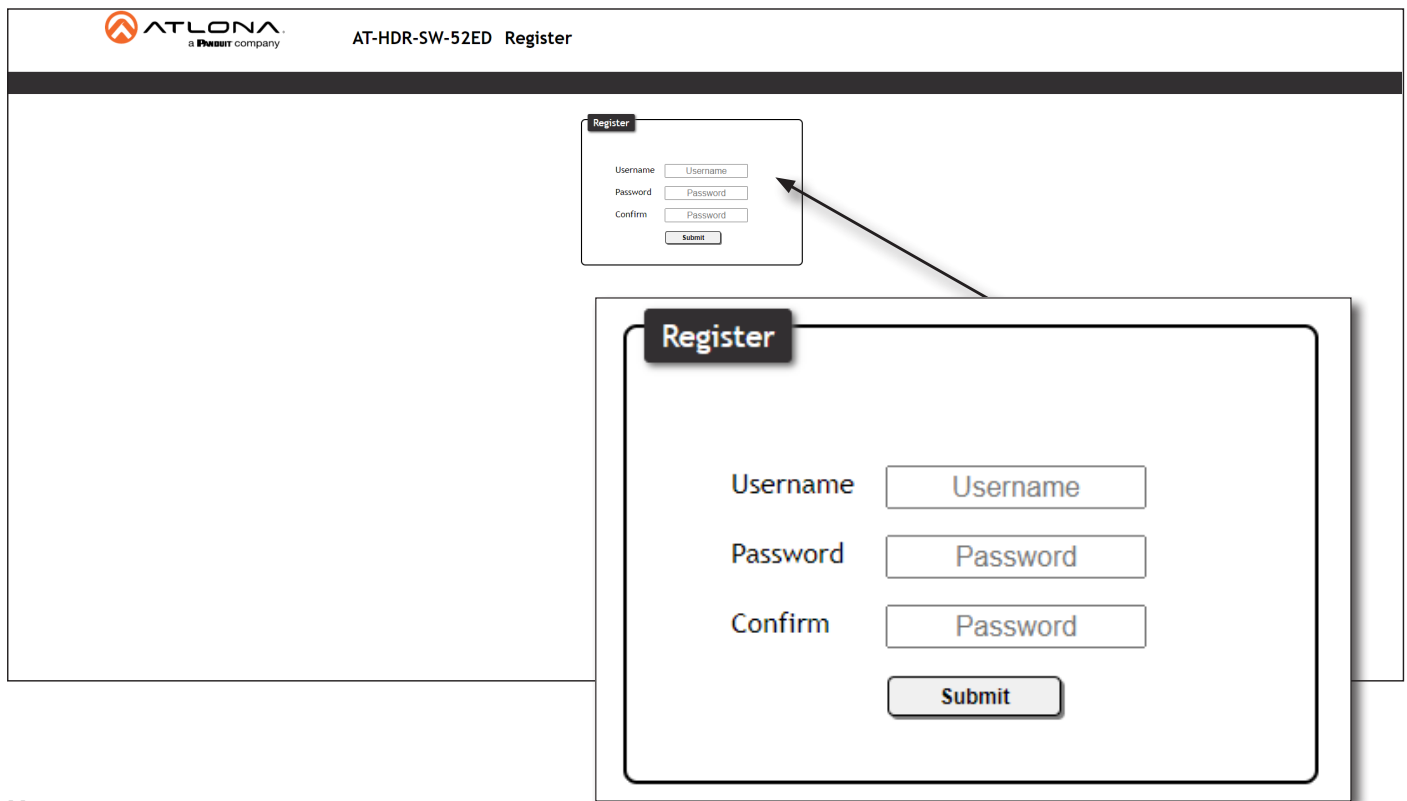 ATLONA.
a PANDUIT company
AT-HDR-SW-52ED Register
Register
Username Username
Password Password
Confirm Password
Submit
Register
Username Username
Password Password
Confirm Password
Submit